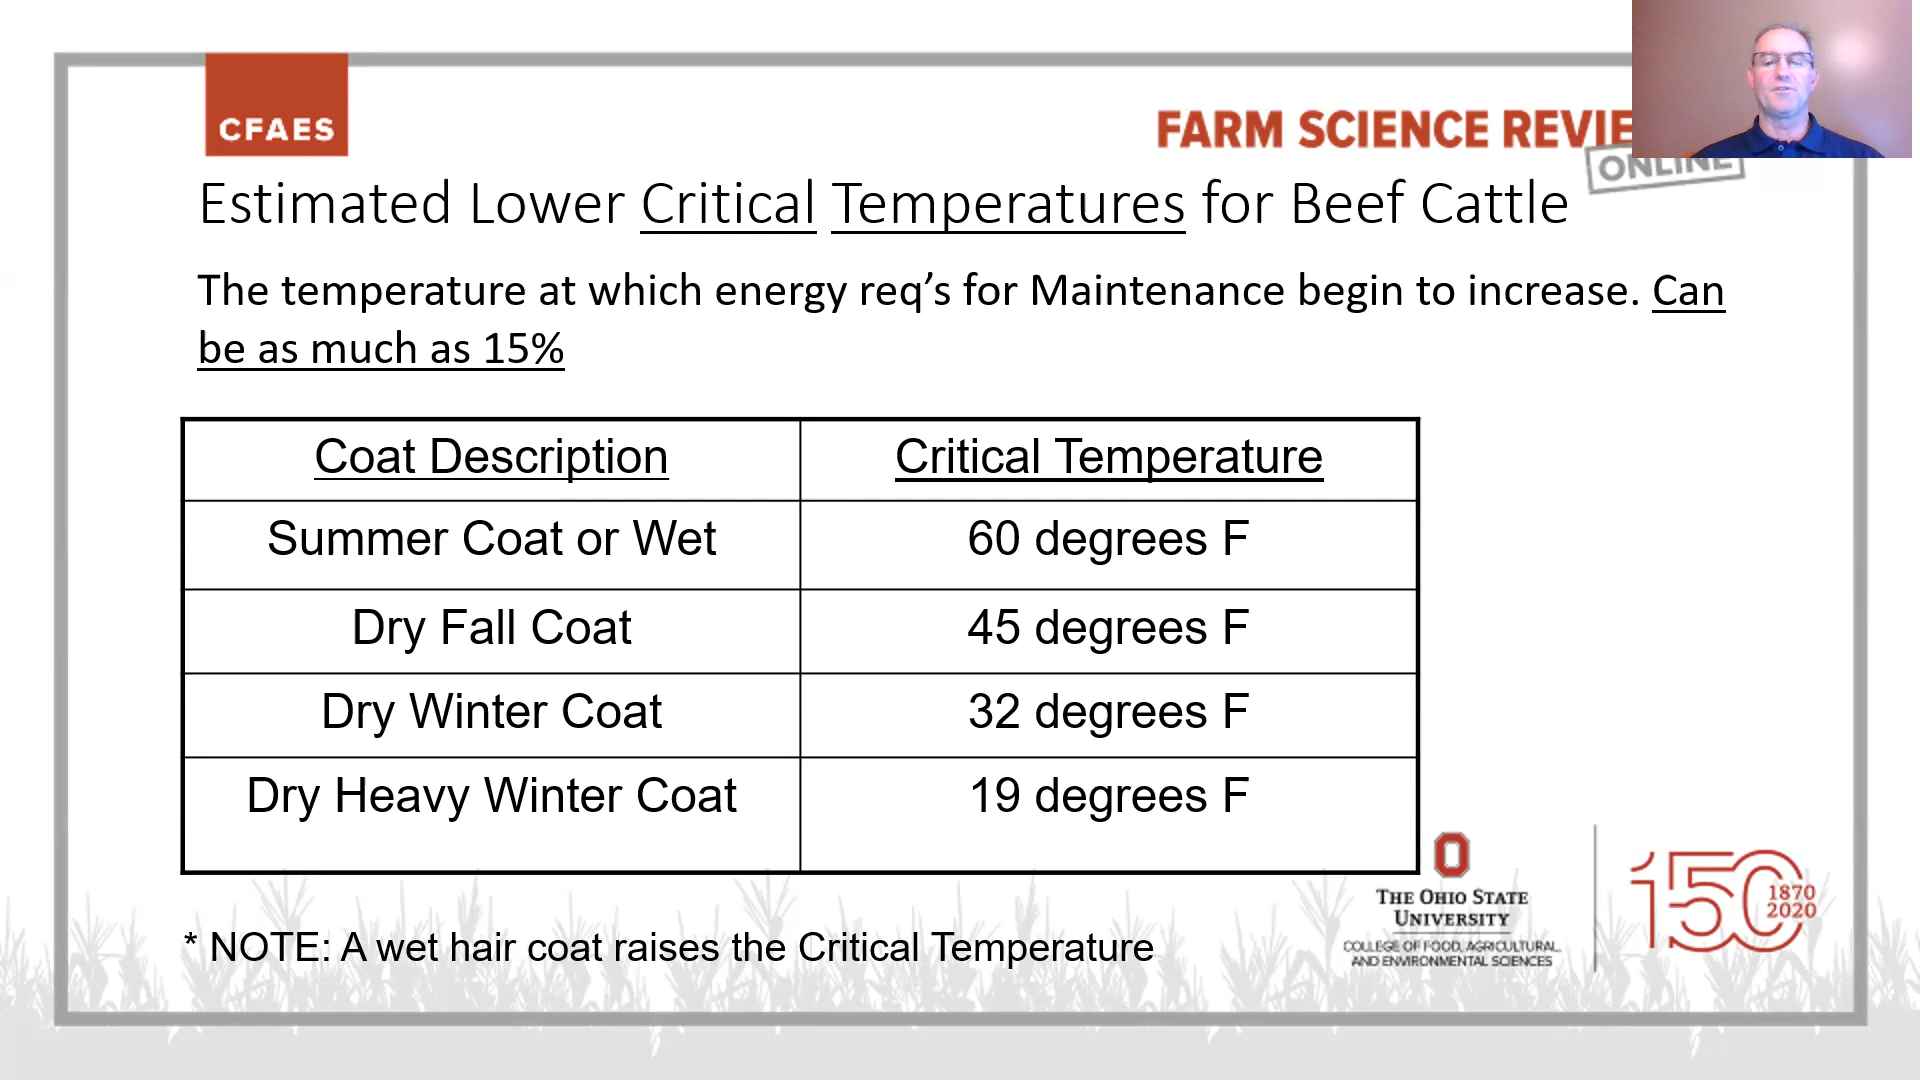 CFAES
FARM SCIENCE REVIE
ONLINE
Estimated Lower Critical Temperatures for Beef Cattle
The temperature at which energy req’s for Maintenance begin to increase. Can
be as much as 15%
Coat Description Critical Temperature
Summer Coat or Wet 60 degrees F
Dry Fall Coat 45 degrees F
Dry Winter Coat 32 degrees F
Dry Heavy Winter Coat 19 degrees F
* NOTE: A wet hair coat raises the Critical Temperature
THE OHIO STATE
UNIVERSITY
COLLEGE OF FOOD, AGRICULTURAL,
AND ENVIRONMENTAL SCIENCES
150
1870
2020